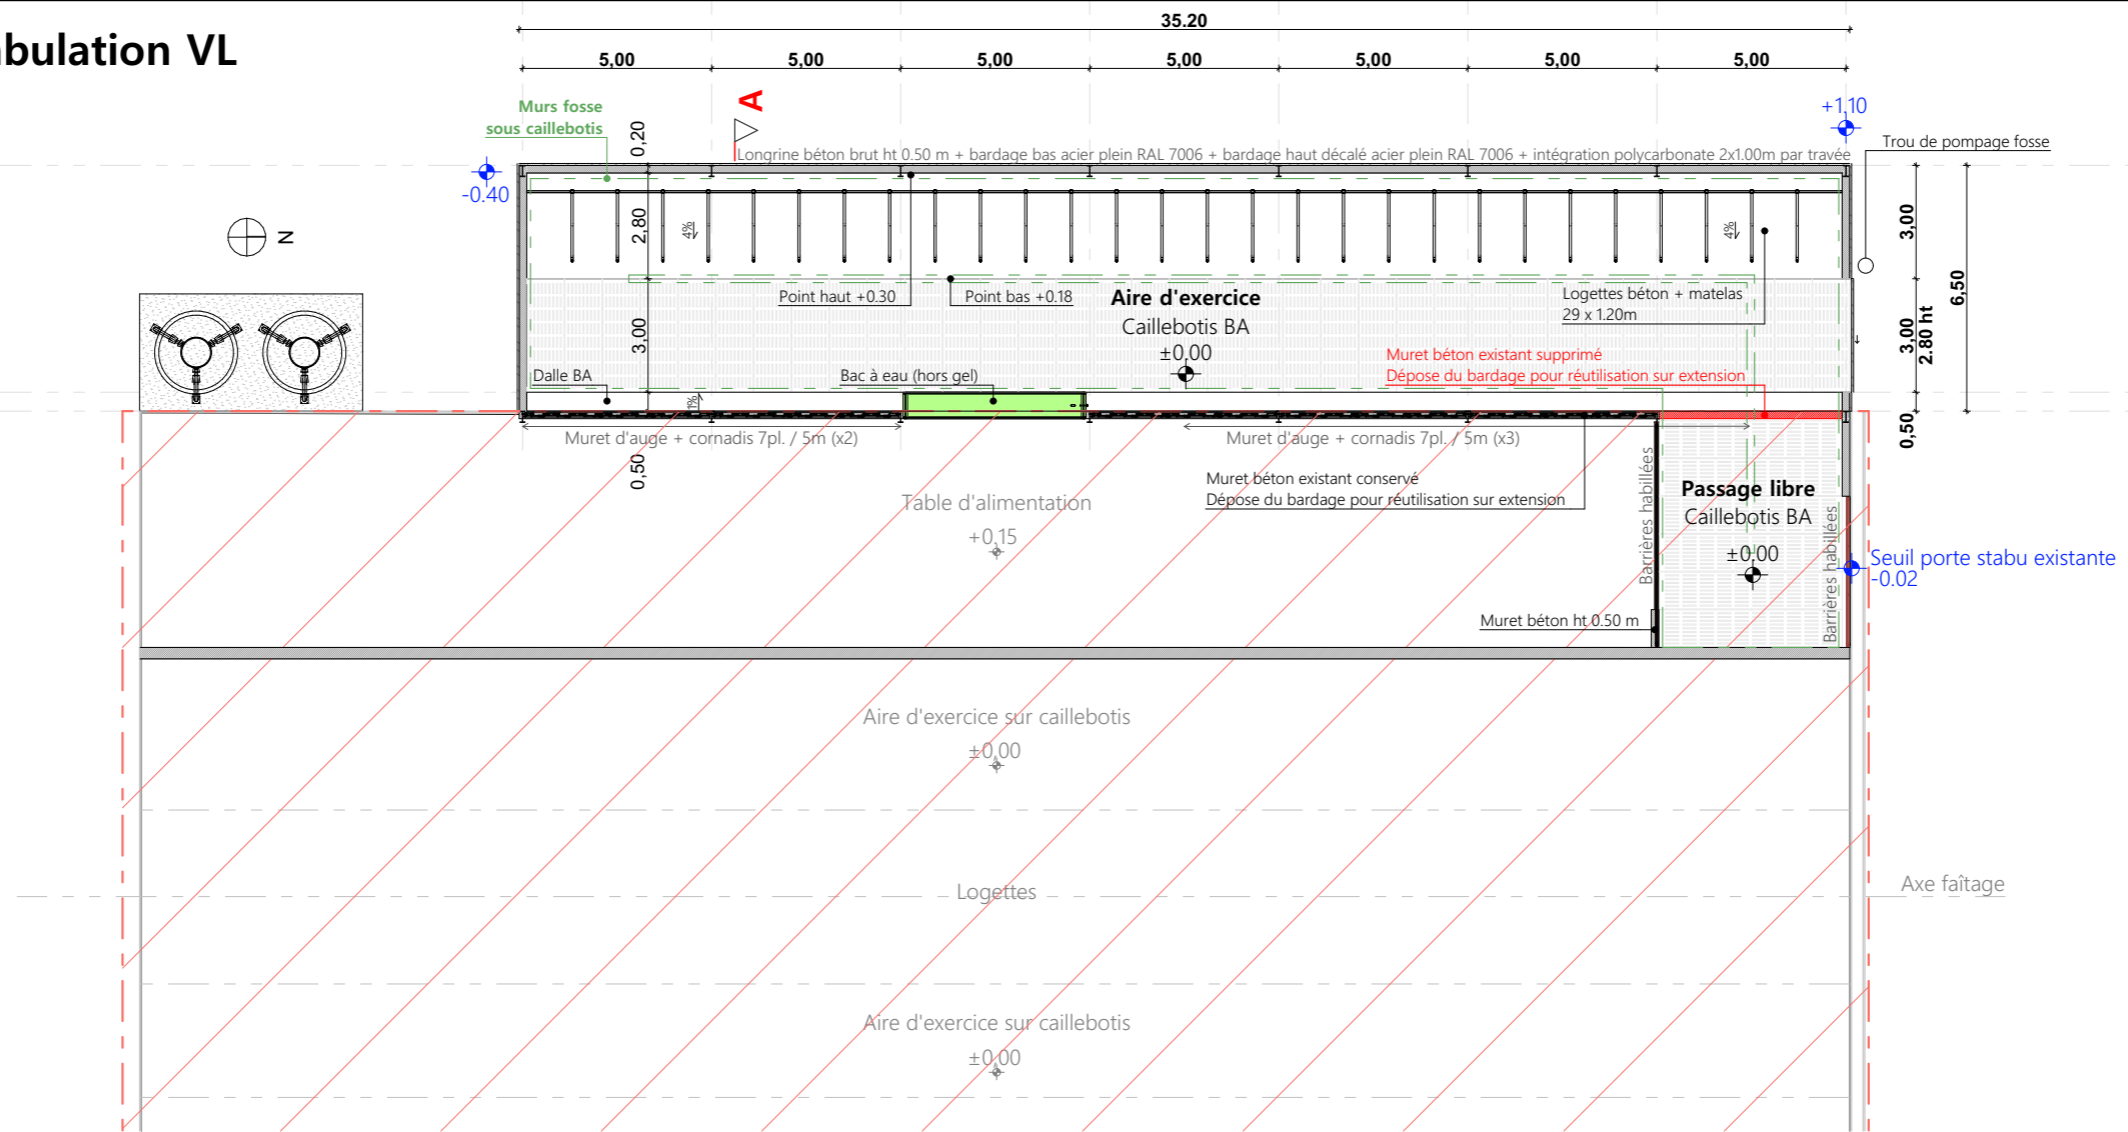 abulation VL
35.20
5,00 5,00 5,00 5,00 5,00 5,00 5,00
Murs fosse
sous caillebotis
0,20
A
+1,10
Trou de pompage fosse
Longrine béton brut ht 0.50 m + bardage bas acier plein RAL 7006 + bardage haut décalé acier plein RAL 7006 + intégration polycarbonate 2x1.00m par travée
-0.40
N
2,80
4%
4%
3,00
6,50
Point haut +0.30
Point bas +0.18
Aire d'exercice
Caillebotis BA
±0,00
Logettes béton + matelas
29 x 1.20m
3,00
3,00
2.80 ht
Muret béton existant supprimé
Dépose du bardage pour réutilisation sur extension
Dalle BA
1%
Bac à eau (hors gel)
0,50
Muret d'auge + cornadis 7pl. / 5m (x2)
Muret d'auge + cornadis 7pl. / 5m (x3)
0,50
Muret béton existant conservé
Dépose du bardage pour réutilisation sur extension
Table d'alimentation
+0,15
Barrières habillées
Passage libre
Caillebotis BA
±0,00
Barrières habillées
Seuil porte stabu existante
-0.02
Muret béton ht 0.50 m
Aire d'exercice sur caillebotis
±0,00
Logettes
Axe faîtage
Aire d'exercice sur caillebotis
±0,00